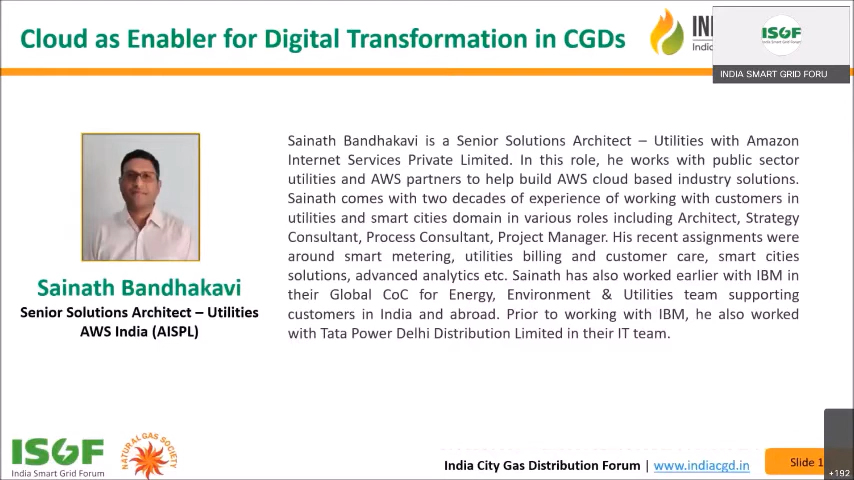 Cloud as Enabler for Digital Transformation in CGDs
ISGF
India Smart Grid Forum
INDIA SMART GRID FORU
Sainath Bandhakavi is a Senior Solutions Architect – Utilities with Amazon
Internet Services Private Limited. In this role, he works with public sector
utilities and AWS partners to help build AWS cloud based industry solutions.
Sainath comes with two decades of experience of working with customers in
utilities and smart cities domain in various roles including Architect, Strategy
Consultant, Process Consultant, Project Manager. His recent assignments were
around smart metering, utilities billing and customer care, smart cities
solutions, advanced analytics etc. Sainath has also worked earlier with IBM in
their Global CoC for Energy, Environment & Utilities team supporting
customers in India and abroad. Prior to working with IBM, he also worked
with Tata Power Delhi Distribution Limited in their IT team.
Sainath Bandhakavi
Senior Solutions Architect – Utilities
AWS India (AISPL)
ISGF
India Smart Grid Forum
NATURAL GAS SOCIETY
India City Gas Distribution Forum | www.indiacgd.in
Slide 1
+192